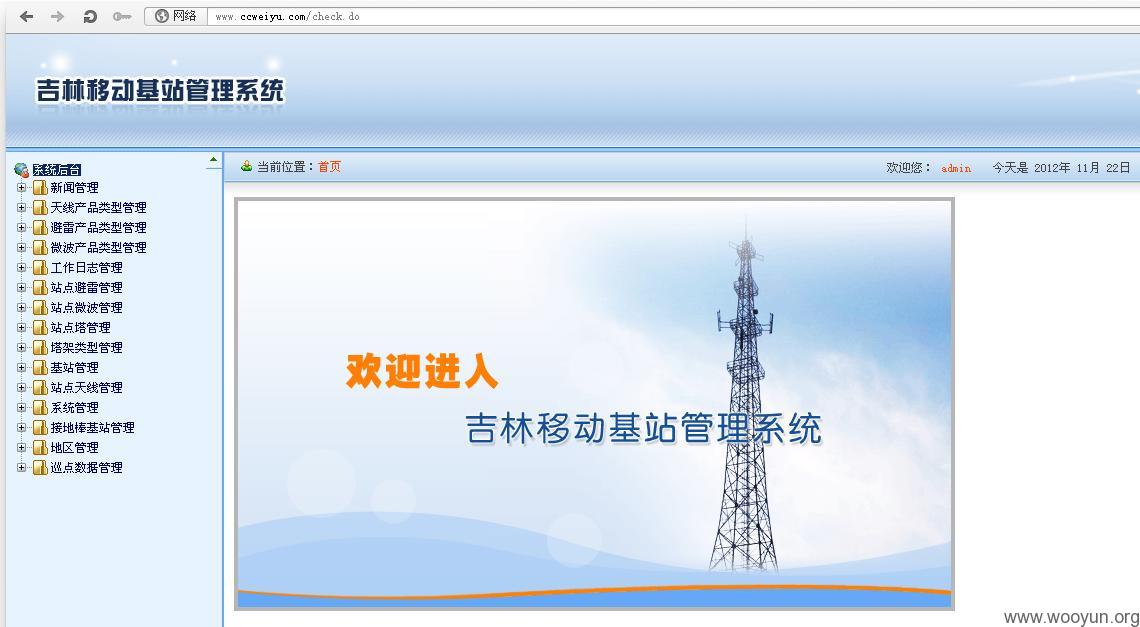 网络 www.ccweiyu.com/check.do
吉林移动基站管理系统
系统后台
新闻管理
天线产品类型管理
避雷产品类型管理
微波产品类型管理
工作日志管理
站点避雷管理
站点微波管理
站点塔管理
塔架类型管理
基站管理
站点天线管理
系统管理
接地棒基站管理
地区管理
巡点数据管理
当前位置：首页 欢迎您： admin 今天是 2012年 11月 22日
欢迎进入
吉林移动基站管理系统
www.wooyun.org